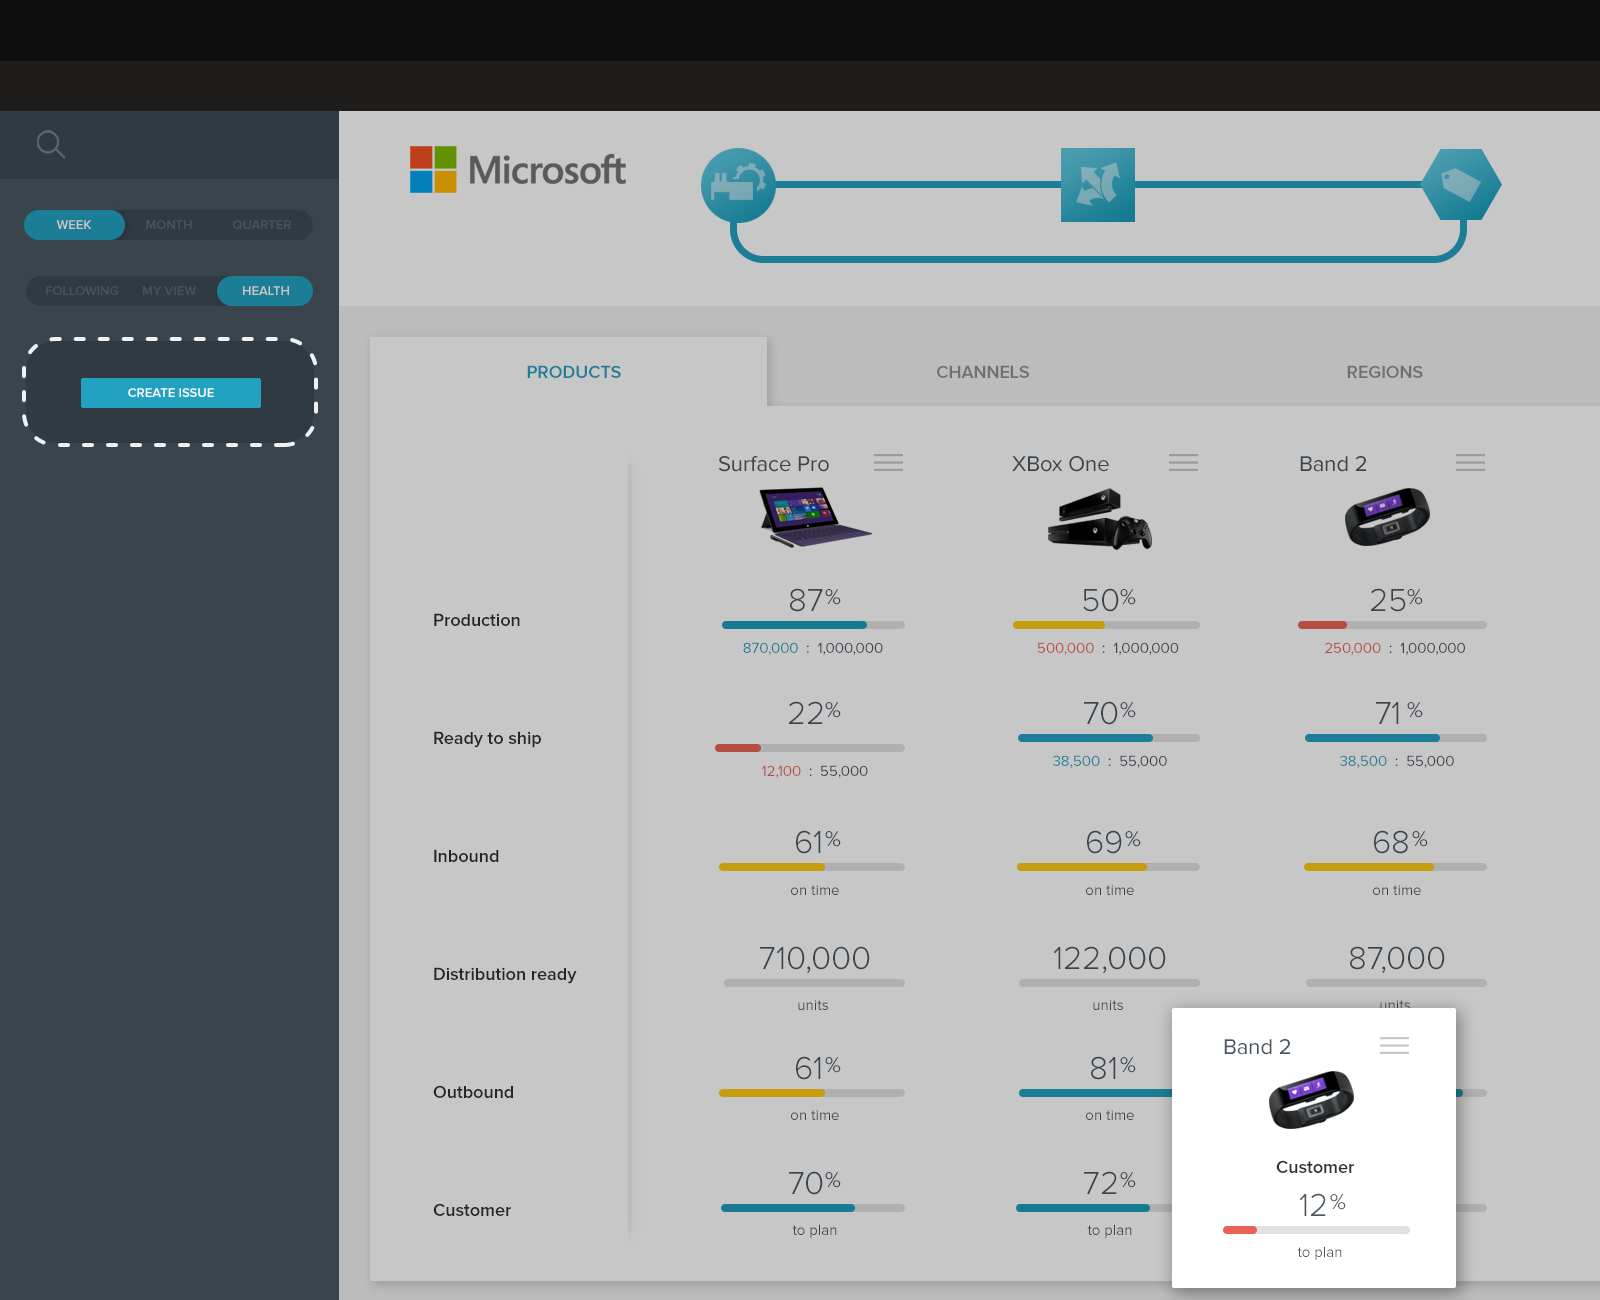 Microsoft
WEEK MONTH QUARTER
FOLLOWING MY VIEW HEALTH
CREATE ISSUE
PRODUCTS CHANNELS REGIONS
Surface Pro XBox One Band 2
Production 87% 50% 25%
870,000 : 1,000,000 500,000 : 1,000,000 250,000 : 1,000,000
Ready to ship 22% 70% 71 %
12,100 : 55,000 38,500 : 55,000 38,500 : 55,000
Inbound 61% 69% 68%
on time on time on time
Distribution ready 710,000 122,000 87,000
units units units
Outbound 61% 81%
on time on time
Customer 70% 72%
to plan to plan
Band 2
Customer
12%
to plan